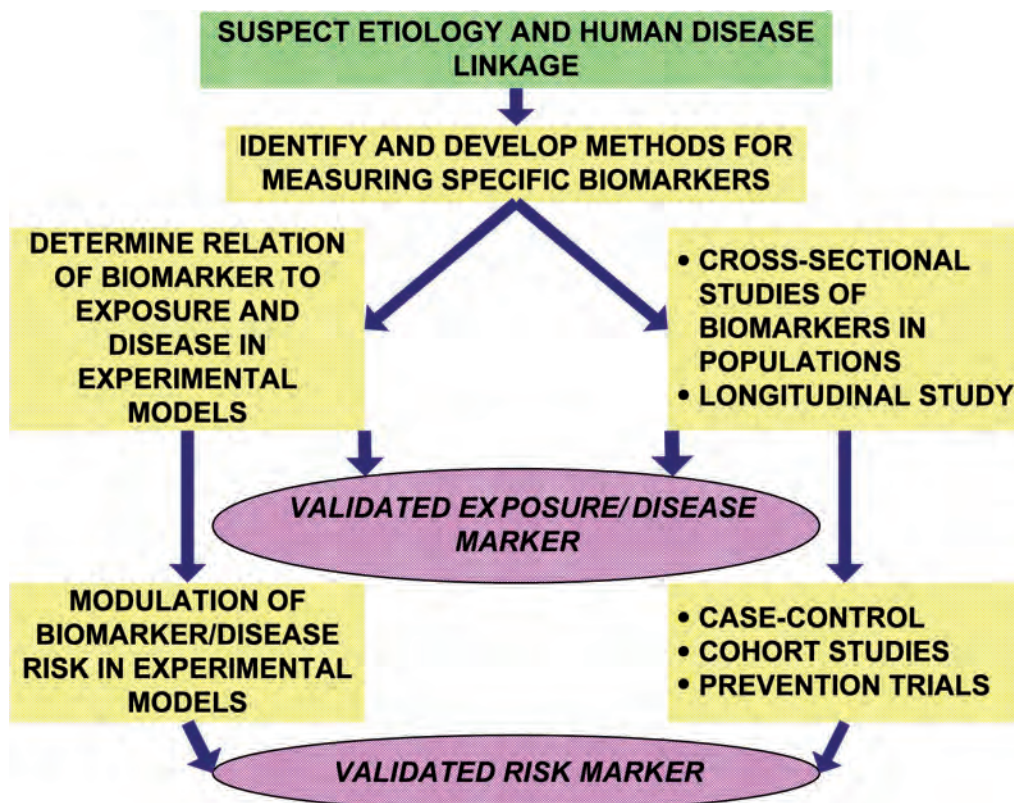 SUSPECT ETIOLOGY AND HUMAN DISEASE
LINKAGE
IDENTIFY AND DEVELOP METHODS FOR
MEASURING SPECIFIC BIOMARKERS
DETERMINE RELATION
OF BIOMARKER TO
EXPOSURE AND
DISEASE IN
EXPERIMENTAL
MODELS
• CROSS-SECTIONAL
STUDIES OF
BIOMARKERS IN
POPULATIONS
• LONGITUDINAL STUDY
VALIDATED EXPOSURE/DISEASE
MARKER
MODULATION OF
BIOMARKER/DISEASE
RISK IN EXPERIMENTAL
MODELS
• CASE-CONTROL
• COHORT STUDIES
• PREVENTION TRIALS
VALIDATED RISK MARKER